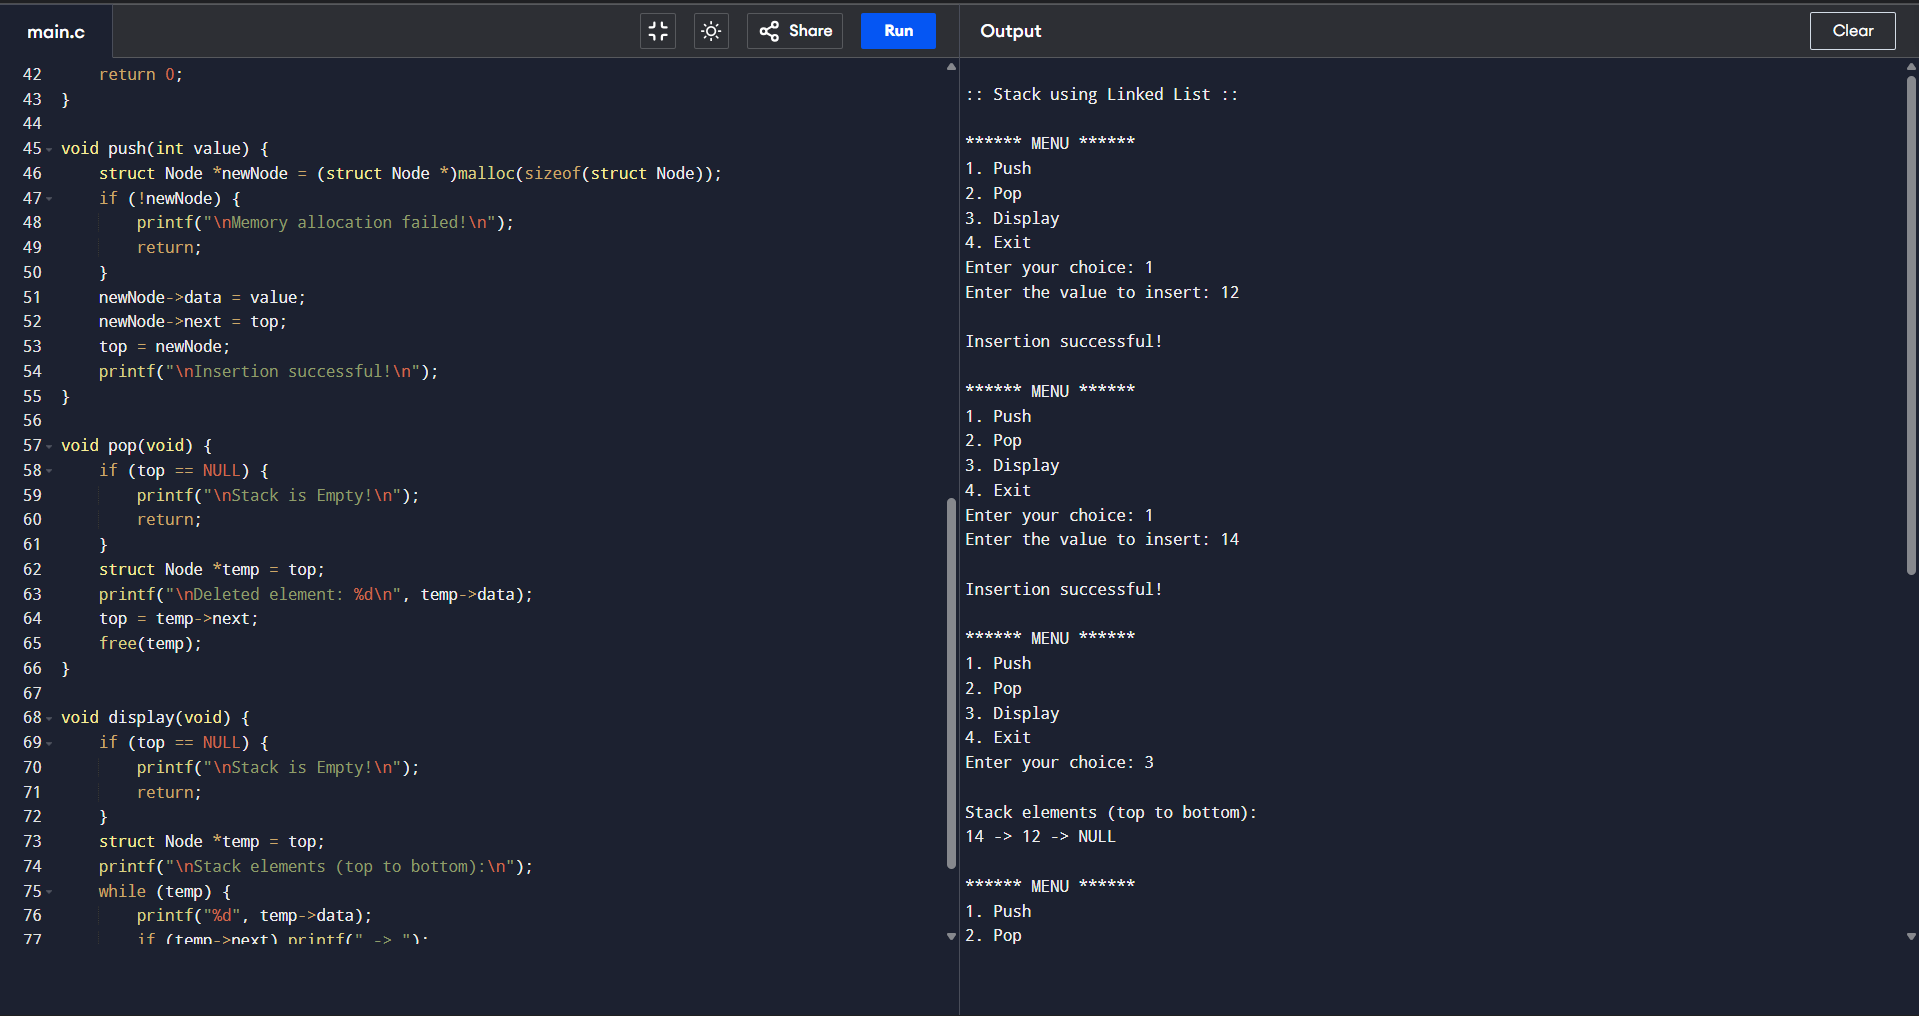 main.c
Share
Run
Output
Clear
42 return 0;
43 }
44
45 void push(int value) {
46 struct Node *newNode = (struct Node *)malloc(sizeof(struct Node));
47 if (!newNode) {
48 printf("\nMemory allocation failed!\n");
49 return;
50 }
51 newNode->data = value;
52 newNode->next = top;
53 top = newNode;
54 printf("\nInsertion successful!\n");
55 }
56
57 void pop(void) {
58 if (top == NULL) {
59 printf("\nStack is Empty!\n");
60 return;
61 }
62 struct Node *temp = top;
63 printf("\nDeleted element: %d\n", temp->data);
64 top = temp->next;
65 free(temp);
66 }
67
68 void display(void) {
69 if (top == NULL) {
70 printf("\nStack is Empty!\n");
71 return;
72 }
73 struct Node *temp = top;
74 printf("\nStack elements (top to bottom):\n");
75 while (temp) {
76 printf("%d", temp->data);
77 if (temp->next) printf(" -> ");
:: Stack using Linked List ::
****** MENU ******
1. Push
2. Pop
3. Display
4. Exit
Enter your choice: 1
Enter the value to insert: 12
Insertion successful!
****** MENU ******
1. Push
2. Pop
3. Display
4. Exit
Enter your choice: 1
Enter the value to insert: 14
Insertion successful!
****** MENU ******
1. Push
2. Pop
3. Display
4. Exit
Enter your choice: 3
Stack elements (top to bottom):
14 -> 12 -> NULL
****** MENU ******
1. Push
2. Pop